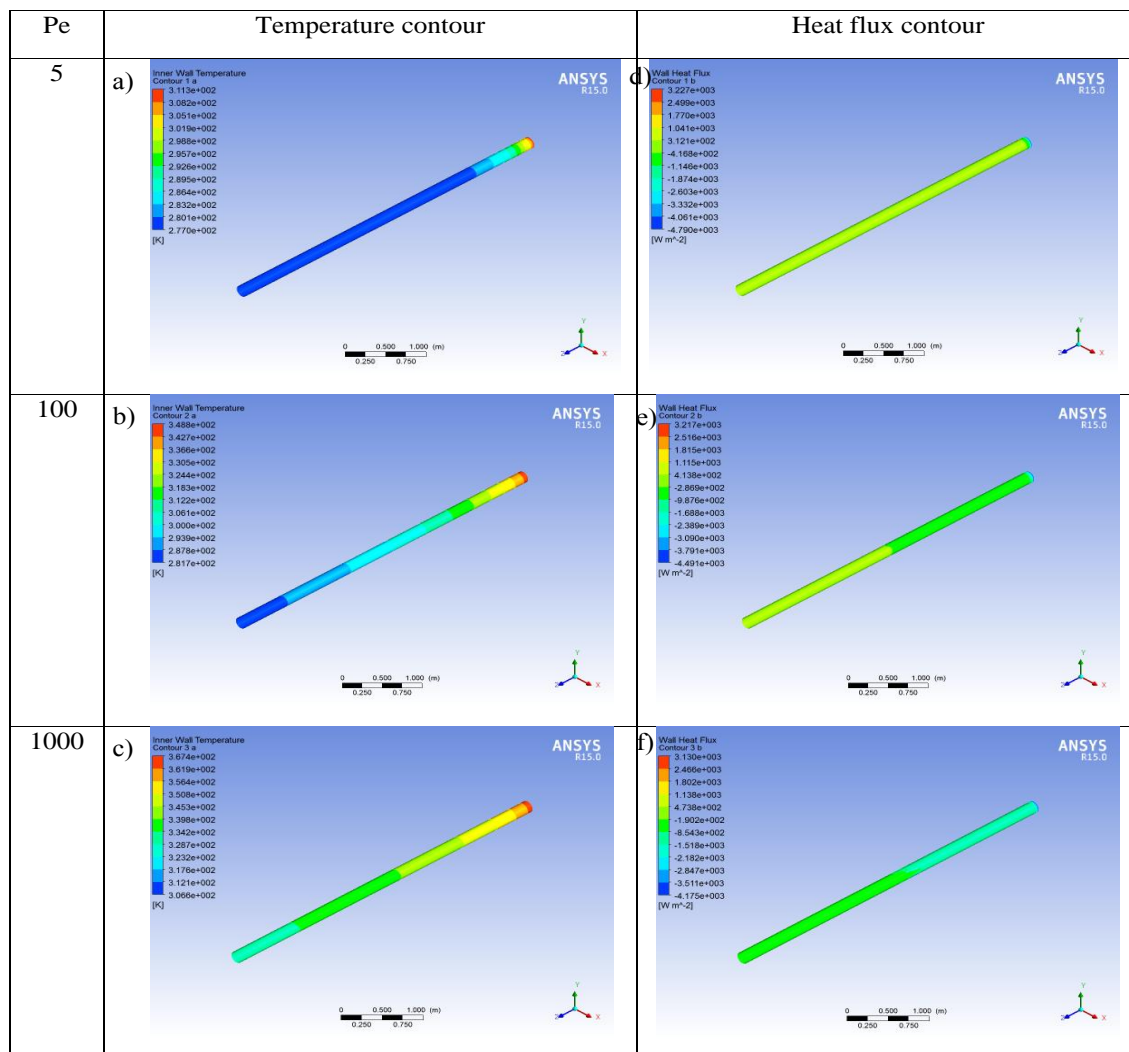 Pe Temperature contour Heat flux contour
5
a)
Inner Wall Temperature
Contour 1 a
3.113e+002
3.082e+002
3.051e+002
3.019e+002
2.988e+002
2.957e+002
2.926e+002
2.895e+002
2.864e+002
2.832e+002
2.801e+002
2.770e+002
[K]
ANSYS
R15.0
0 0.500 1.000 (m)
0.250 0.750
Y
Z X
d)
Wall Heat Flux
Contour 1 b
3.227e+003
2.499e+003
1.770e+003
1.041e+003
3.121e+002
-4.168e+002
-1.146e+003
-1.874e+003
-2.603e+003
-3.332e+003
-4.061e+003
-4.790e+003
[W m^-2]
ANSYS
R15.0
0 0.500 1.000 (m)
0.250 0.750
Y
Z X
100
b)
Inner Wall Temperature
Contour 2 a
3.488e+002
3.427e+002
3.366e+002
3.305e+002
3.244e+002
3.183e+002
3.122e+002
3.061e+002
3.000e+002
2.939e+002
2.878e+002
2.817e+002
[K]
ANSYS
R15.0
0 0.500 1.000 (m)
0.250 0.750
Y
Z X
e)
Wall Heat Flux
Contour 2 b
3.217e+003
2.516e+003
1.815e+003
1.115e+003
4.138e+002
-2.869e+002
-9.876e+002
-1.688e+003
-2.389e+003
-3.090e+003
-3.791e+003
-4.491e+003
[W m^-2]
ANSYS
R15.0
0 0.500 1.000 (m)
0.250 0.750
Y
Z X
1000
c)
Inner Wall Temperature
Contour 3 a
3.674e+002
3.619e+002
3.564e+002
3.508e+002
3.453e+002
3.398e+002
3.342e+002
3.287e+002
3.232e+002
3.176e+002
3.121e+002
3.066e+002
[K]
ANSYS
R15.0
0 0.500 1.000 (m)
0.250 0.750
Y
Z X
f)
Wall Heat Flux
Contour 3 b
3.130e+003
2.466e+003
1.802e+003
1.138e+003
4.738e+002
-1.902e+002
-8.543e+002
-1.518e+003
-2.182e+003
-2.847e+003
-3.511e+003
-4.175e+003
[W m^-2]
ANSYS
R15.0
0 0.500 1.000 (m)
0.250 0.750
Y
Z X